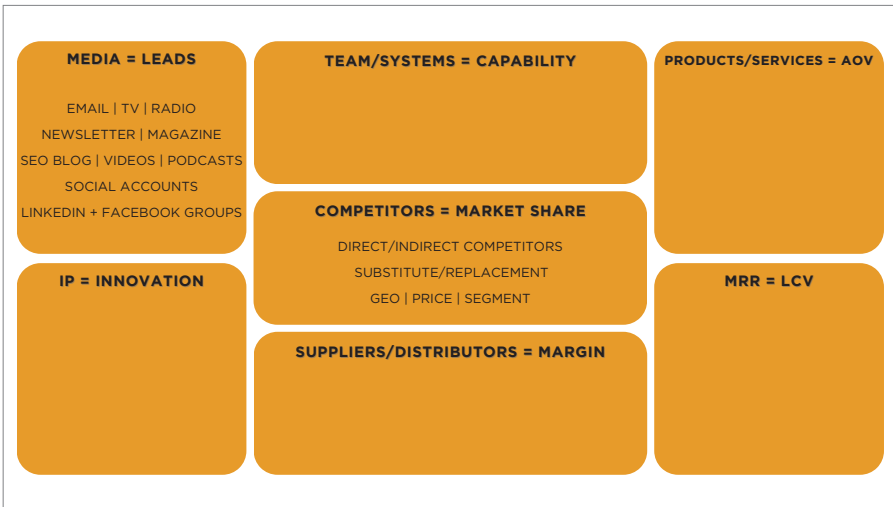 MEDIA = LEADS
EMAIL | TV | RADIO
NEWSLETTER | MAGAZINE
SEO BLOG | VIDEOS | PODCASTS
SOCIAL ACCOUNTS
LINKEDIN + FACEBOOK GROUPS
TEAM/SYSTEMS = CAPABILITY
PRODUCTS/SERVICES = AOV
COMPETITORS = MARKET SHARE
DIRECT/INDIRECT COMPETITORS
SUBSTITUTE/REPLACEMENT
GEO | PRICE | SEGMENT
IP = INNOVATION
SUPPLIERS/DISTRIBUTORS = MARGIN
MRR = LCV